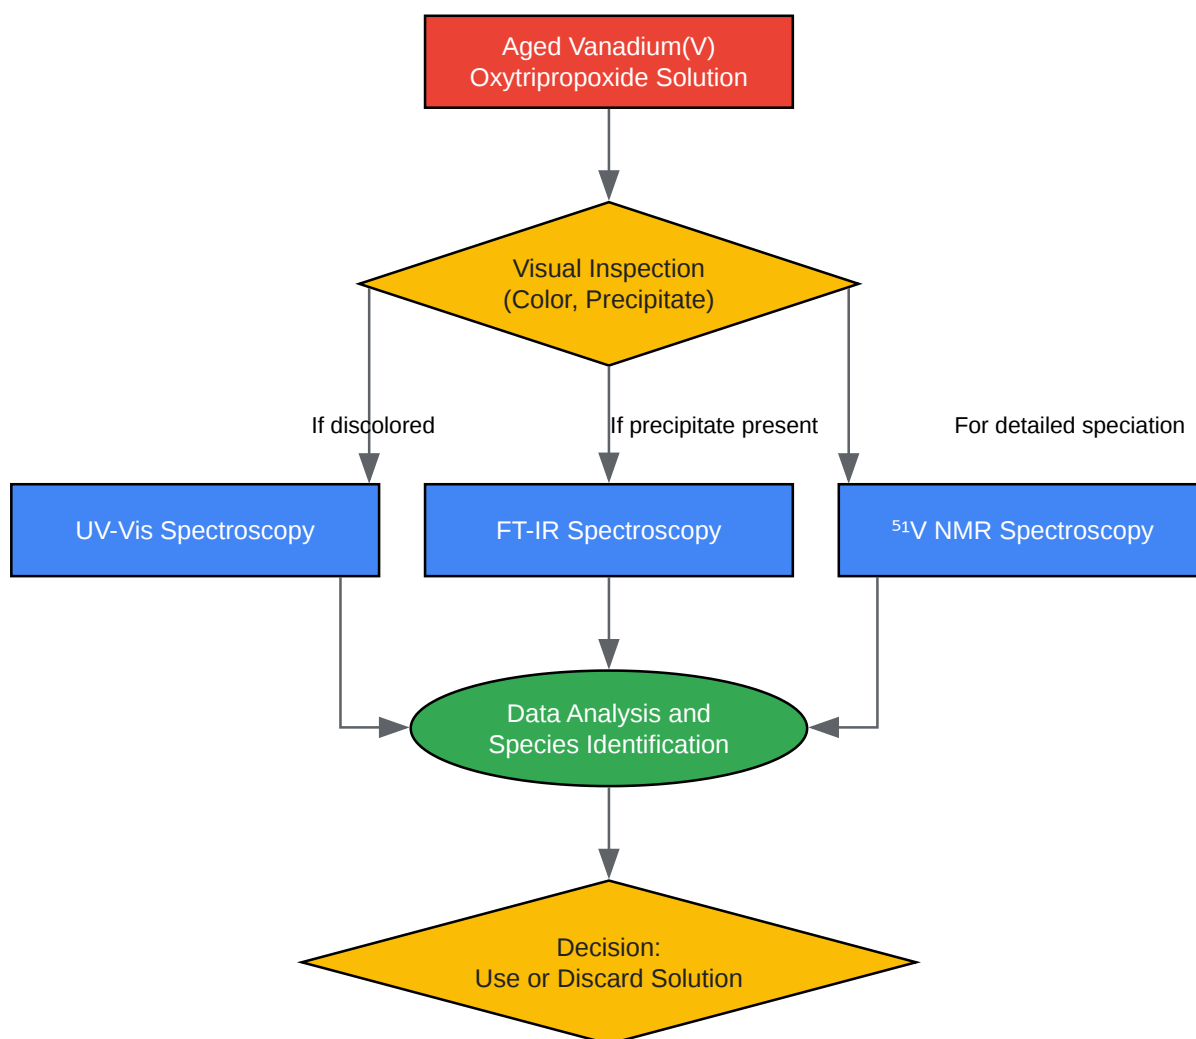 Aged Vanadium(V)
Oxytripropoxide Solution
Visual Inspection
(Color, Precipitate)
If discolored
If precipitate present
For detailed speciation
UV-Vis Spectroscopy
FT-IR Spectroscopy
⁵¹V NMR Spectroscopy
Data Analysis and
Species Identification
Decision:
Use or Discard Solution